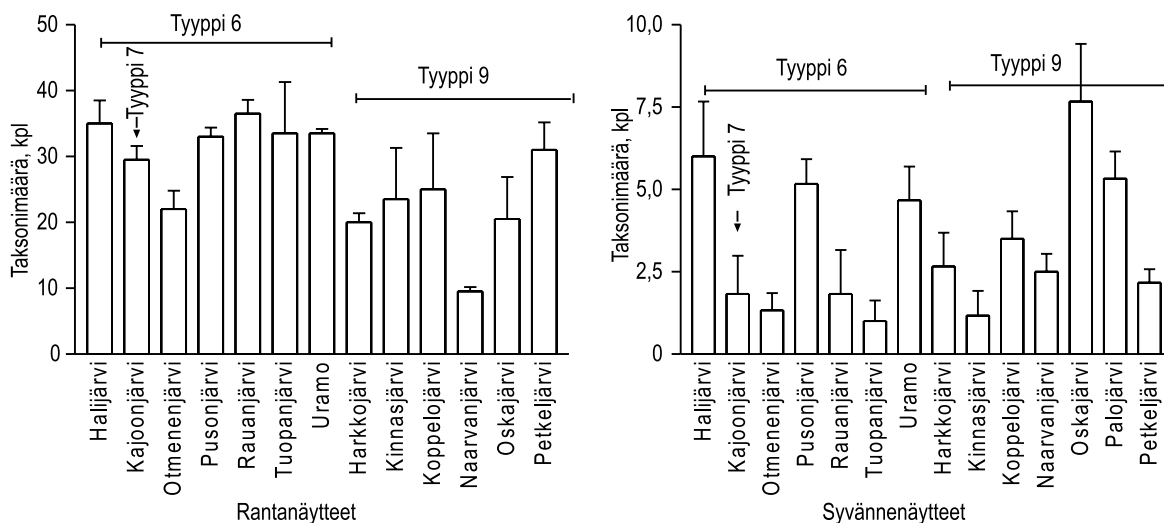 Taksonimäärä, kpl
50
40
30
20
10
0
Tyyppi 6
Tyyppi 7
Tyyppi 9
Halijärvi
Kajoonjärvi
Otmenenjärvi
Pusonjärvi
Rauanjärvi
Tuopanjärvi
Uramo
Harkkojärvi
Kinnasjärvi
Koppelojärvi
Naarvanjärvi
Oskajärvi
Petkeljärvi
Rantanäytteet
Taksonimäärä, kpl
10,0
7,5
5,0
2,5
0
Tyyppi 6
Tyyppi 7
Tyyppi 9
Halijärvi
Kajoonjärvi
Otmenenjärvi
Pusonjärvi
Rauanjärvi
Tuopanjärvi
Uramo
Harkkojärvi
Kinnasjärvi
Koppelojärvi
Naarvanjärvi
Oskajärvi
Palojärvi
Petkeljärvi
Syvännenäytteet